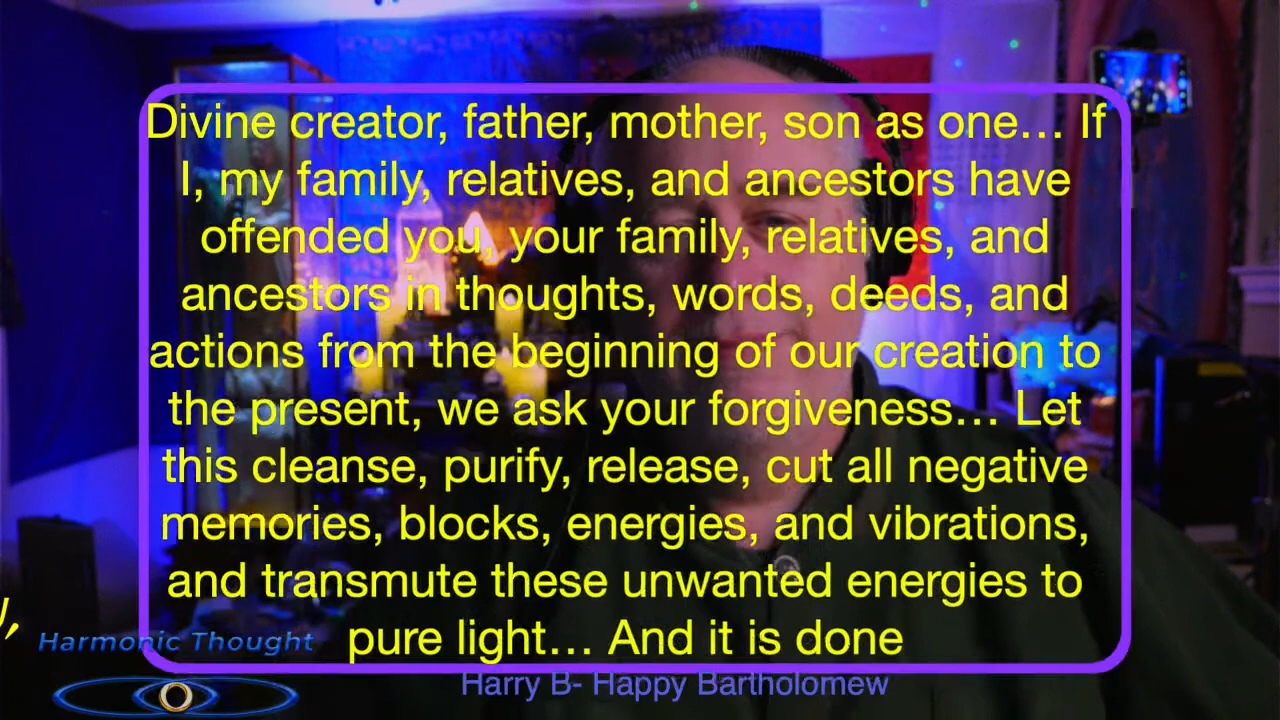 Divine creator, father, mother, son as one... If
I, my family, relatives, and ancestors have
offended you, your family, relatives, and
ancestors in thoughts, words, deeds, and
actions from the beginning of our creation to
the present, we ask your forgiveness... Let
this cleanse, purify, release, cut all negative
memories, blocks, energies, and vibrations,
and transmute these unwanted energies to
pure light... And it is done
Harmonic Thought
Harry B- Happy Bartholomew